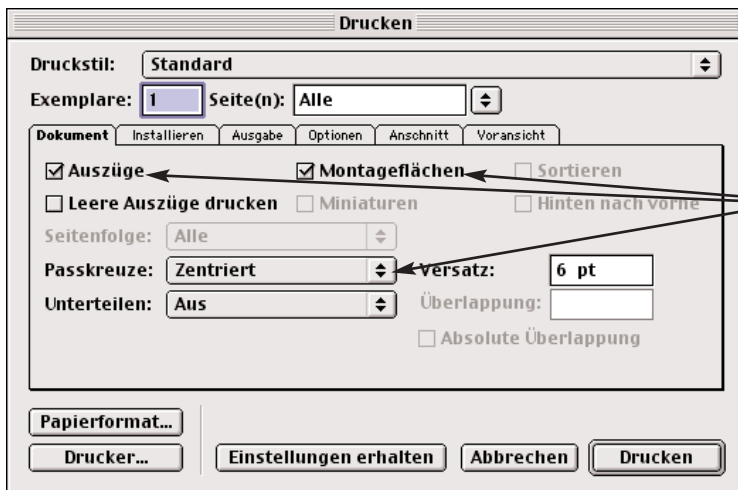 Drucken
Druckstil: Standard
Exemplare: 1 Seite(n): Alle
Dokument Installieren Ausgabe Optionen Anschnitt Voransicht
Auszüge Montageflächen Sortieren
Leere Auszüge drucken Miniaturen Hinten nach vorne
Seitenfolge: Alle
Passkreuze: Zentriert Versatz: 6 pt
Unterteilen: Aus Überlappung:
Absolute Überlappung
Papierformat...
Drucker... Einstellungen erhalten Abbrechen Drucken